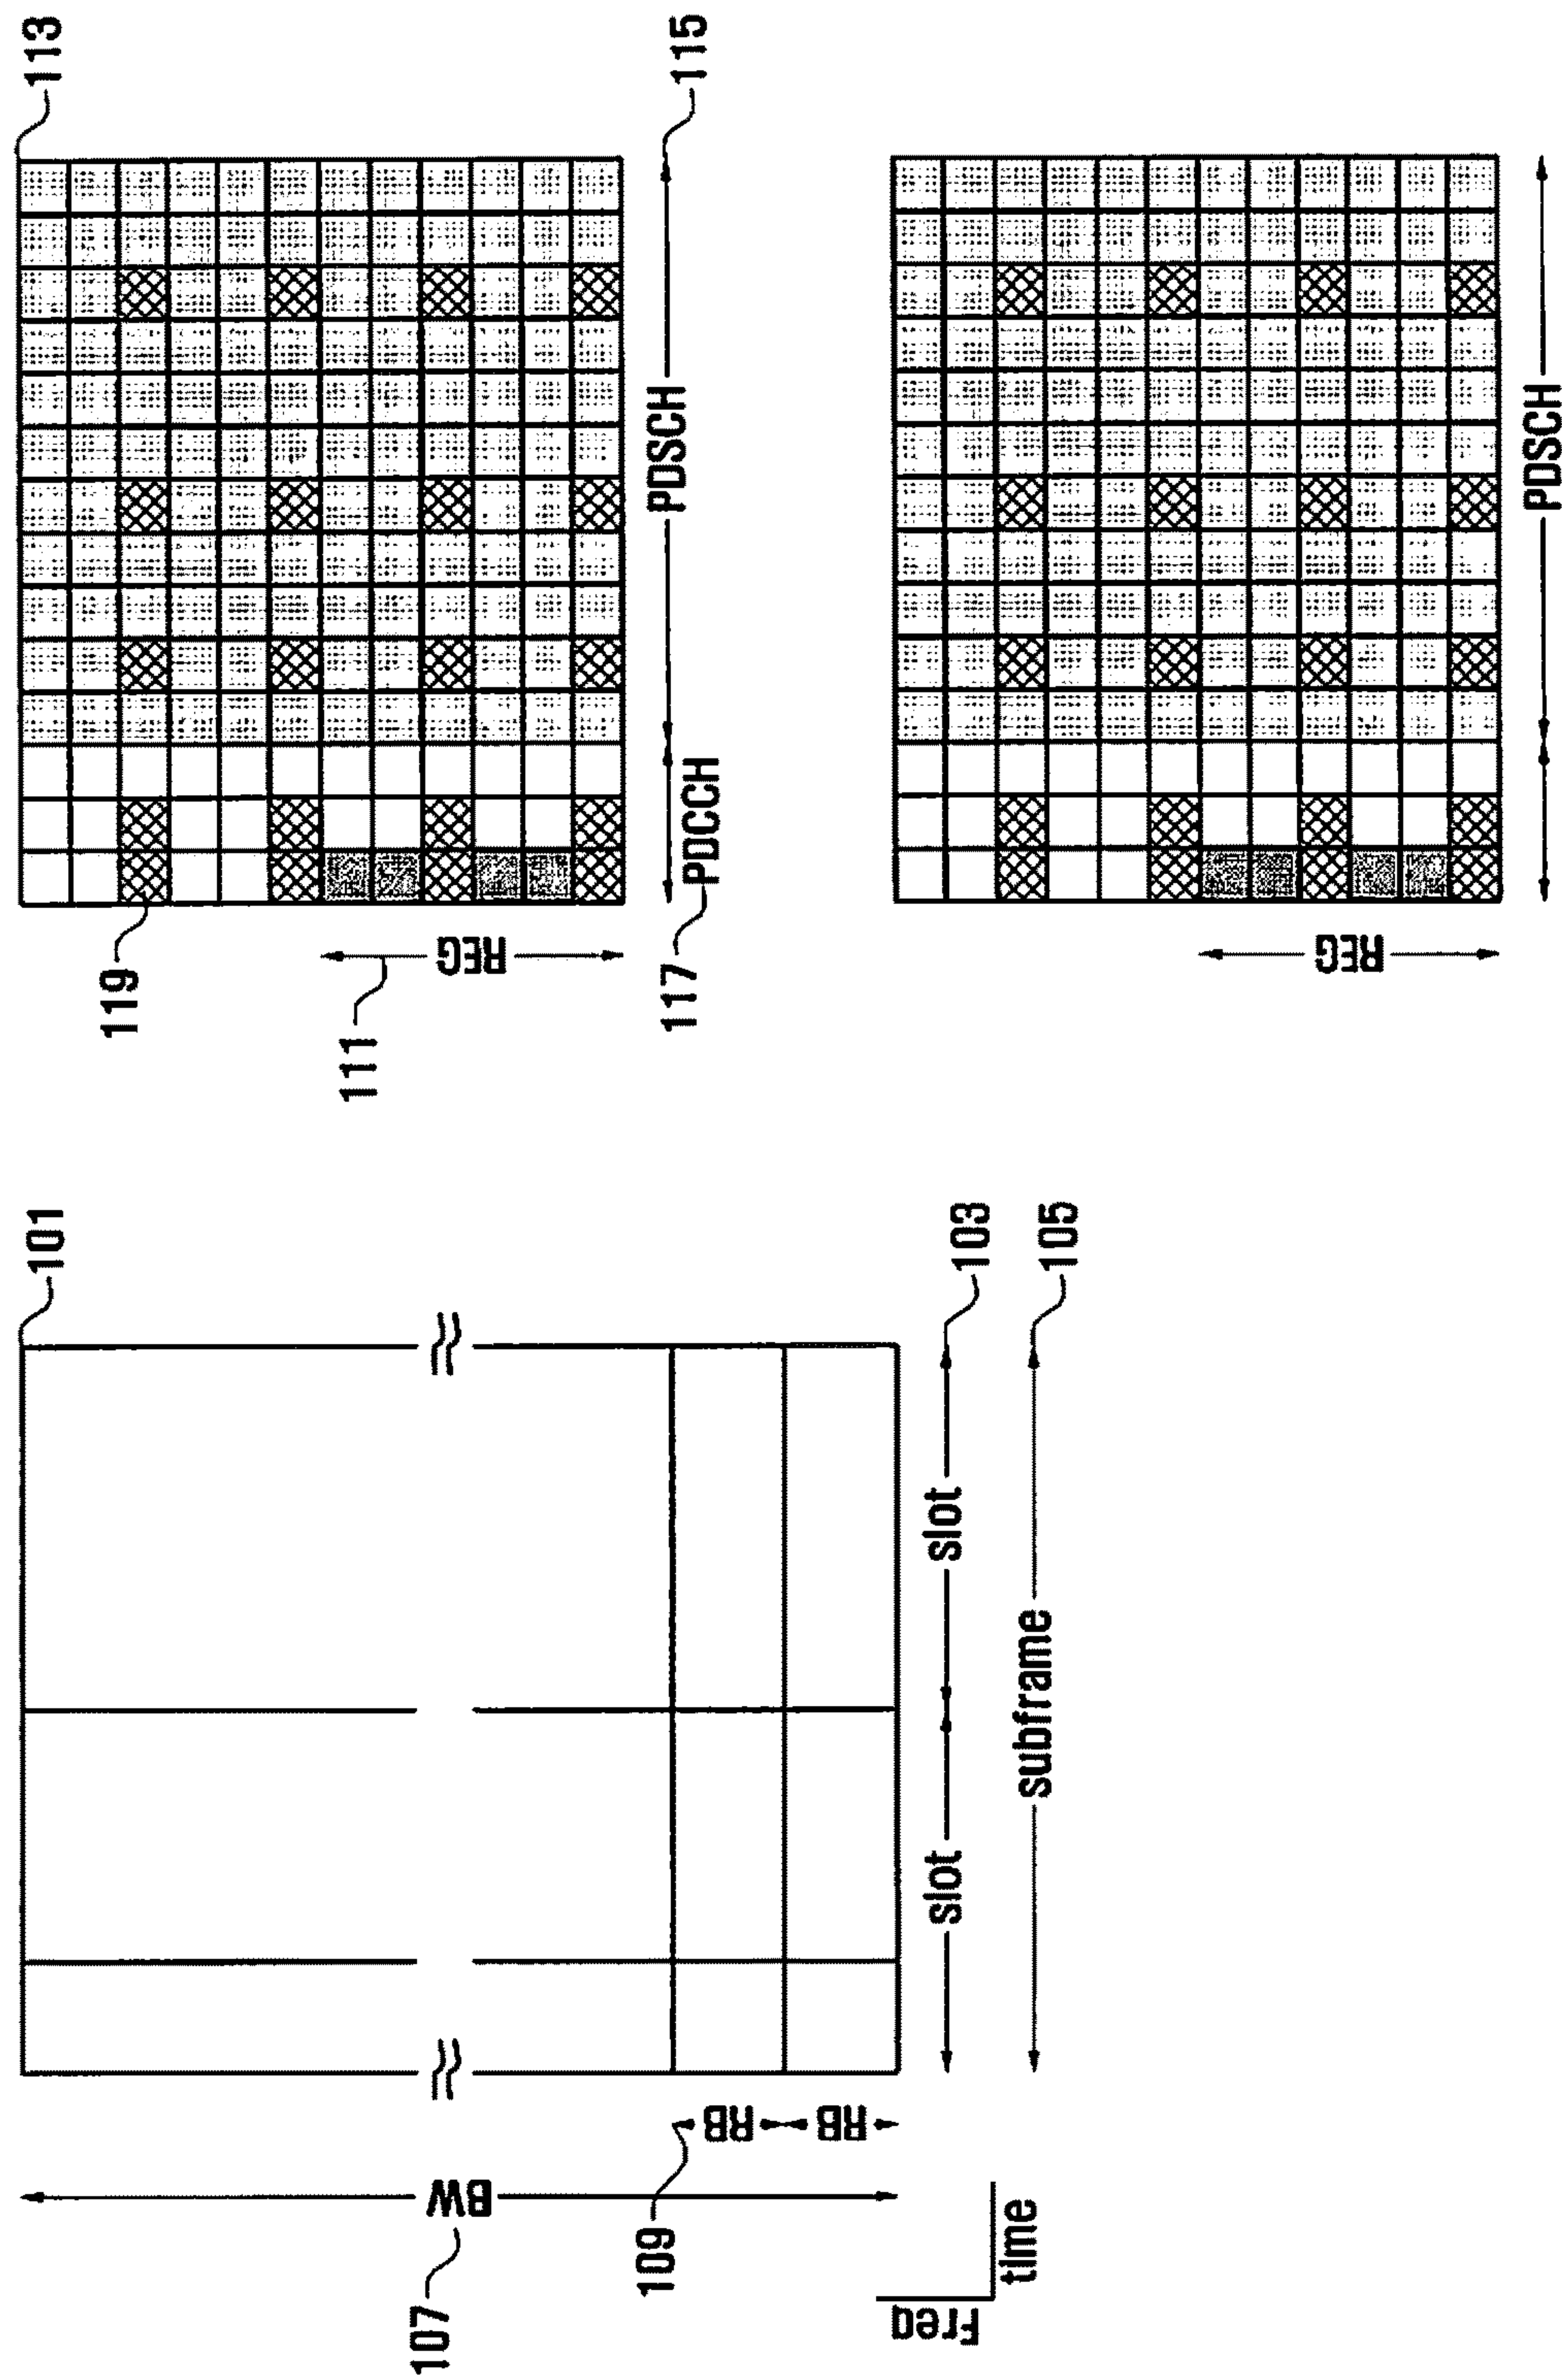 101
BW
107
109
RB
RB
slot
slot
103
subframe
105
Freq
time
113
119
REG
111
PDSCH
115
PDCCH
117
REG
PDSCH